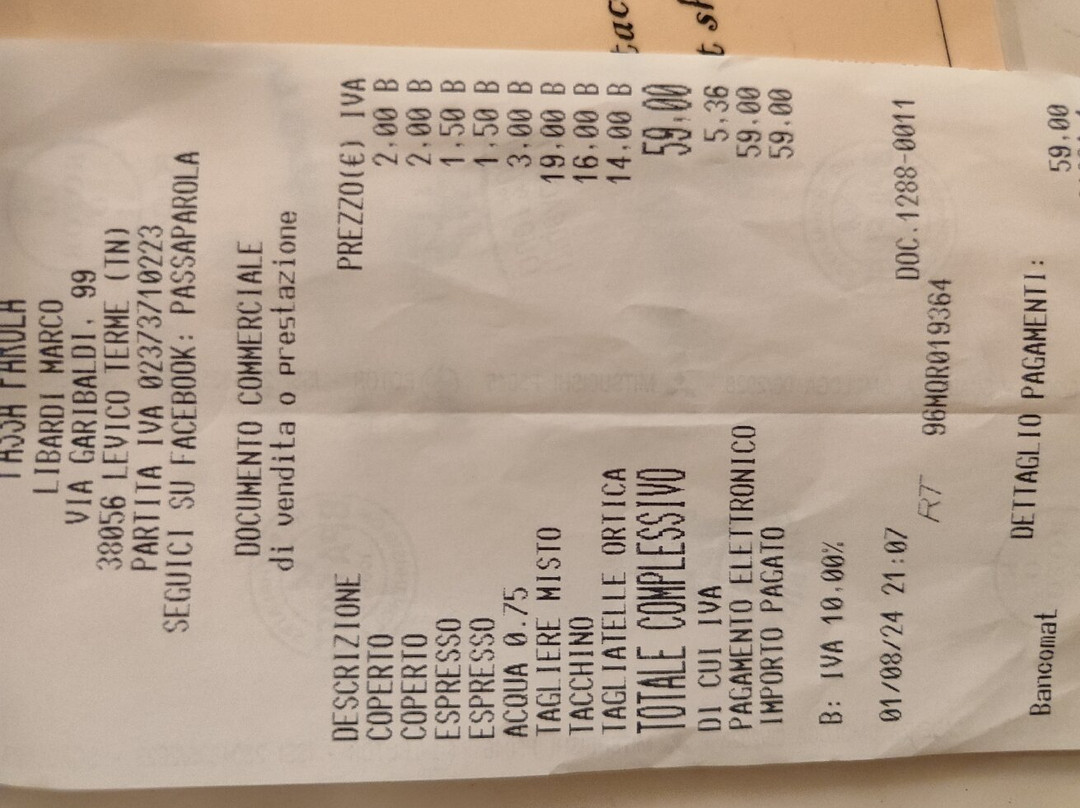 PASSA PAROLA
LIBARDI MARCO
VIA GARIBALDI, 99
38056 LEVICO TERME (TN)
PARTITA IVA 02373710223
SEGUICI SU FACEBOOK: PASSAPAROLA
DOCUMENTO COMMERCIALE
di vendita o prestazione
DESCRIZIONE PREZZO(€) IVA
COPERTO 2,00 B
COPERTO 2,00 B
ESPRESSO 1,50 B
ESPRESSO 1,50 B
ACQUA 0.75 3,00 B
TAGLIERE MISTO 19,00 B
TACCHINO 16,00 B
TAGLIATELLE ORTICA 14,00 B
TOTALE COMPLESSIVO 59,00
DI CUI IVA 5,36
PAGAMENTO ELETTRONICO 59,00
IMPORTO PAGATO 59,00
B: IVA 10,00%
01/08/24 21:07 DOC.1288-0011
RT 96MQR019364
DETTAGLIO PAGAMENTI:
Bancomat 59,00